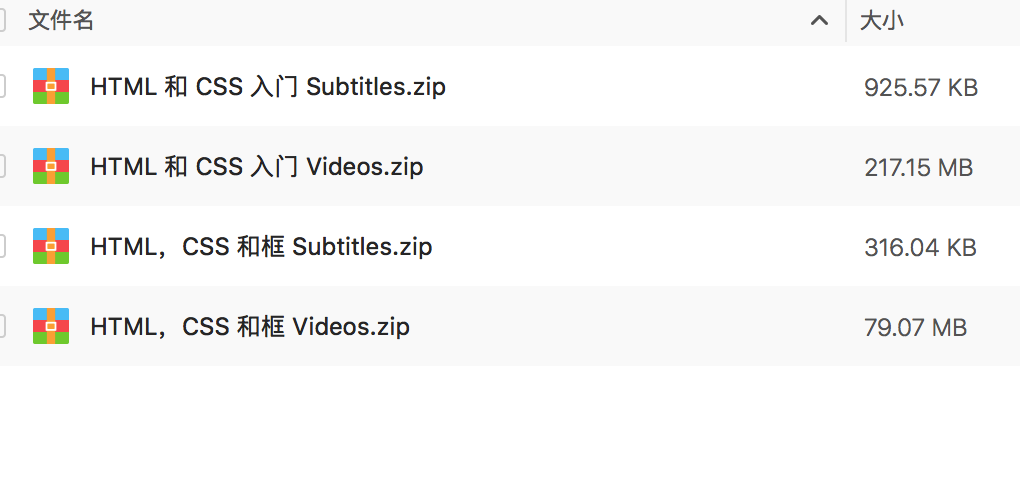 文件名 大小
HTML 和 CSS 入门 Subtitles.zip 925.57 KB
HTML 和 CSS 入门 Videos.zip 217.15 MB
HTML，CSS 和框 Subtitles.zip 316.04 KB
HTML，CSS 和框 Videos.zip 79.07 MB